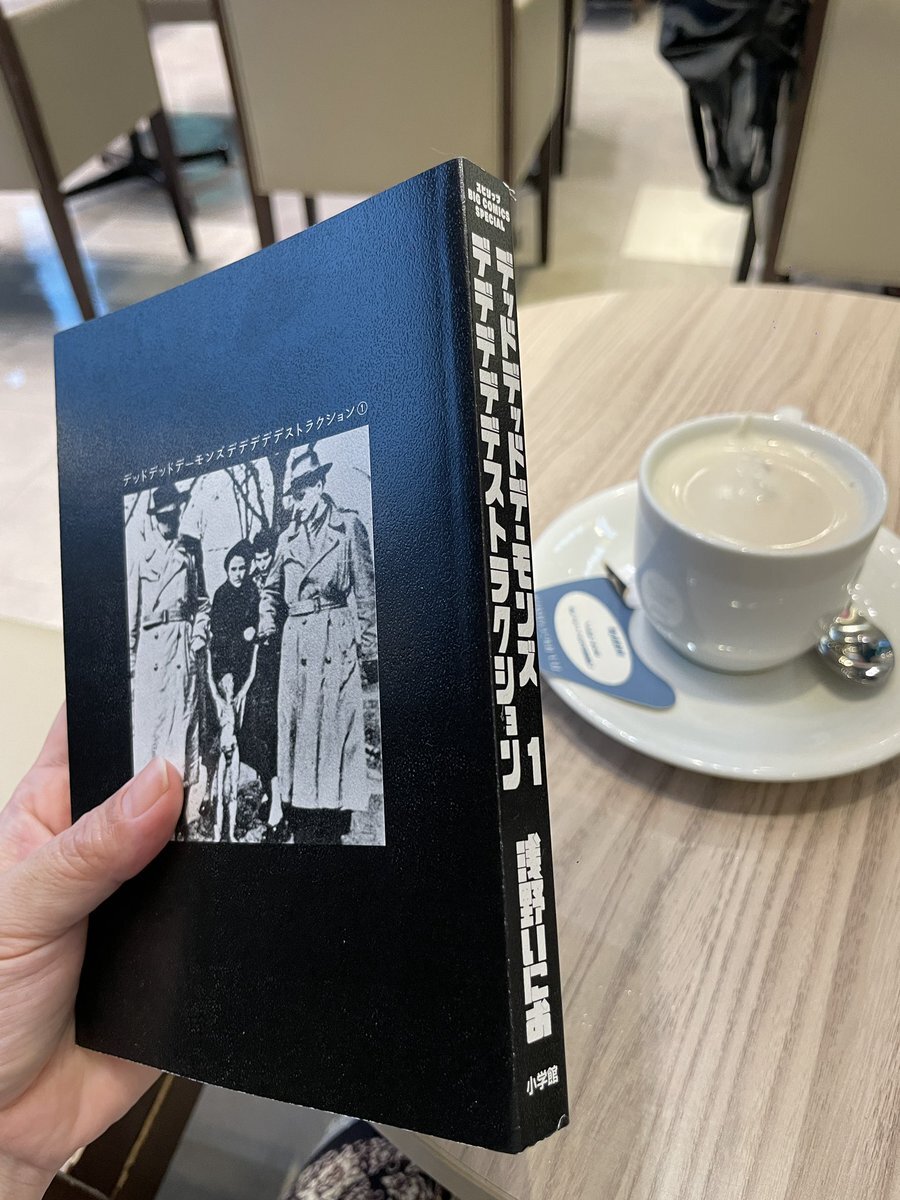 デッドデッドデーモンズデデデデデストラクション①
スピリッツ
BIG COMICS
SPECIAL
デッドデッドデーモンズ
デデデデデストラクション 1
浅野いにお
小学館